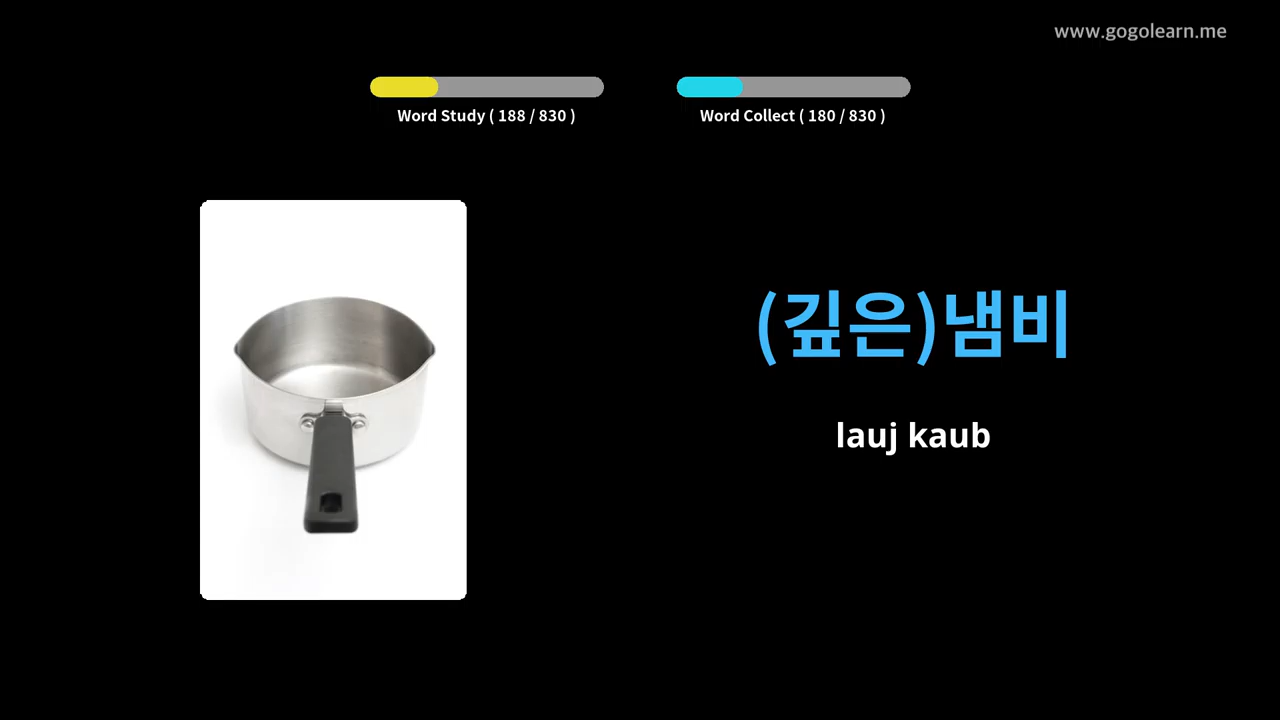 www.gogolearn.me
Word Study ( 188 / 830 )
Word Collect ( 180 / 830 )
(깊은)냄비
lauj kaub